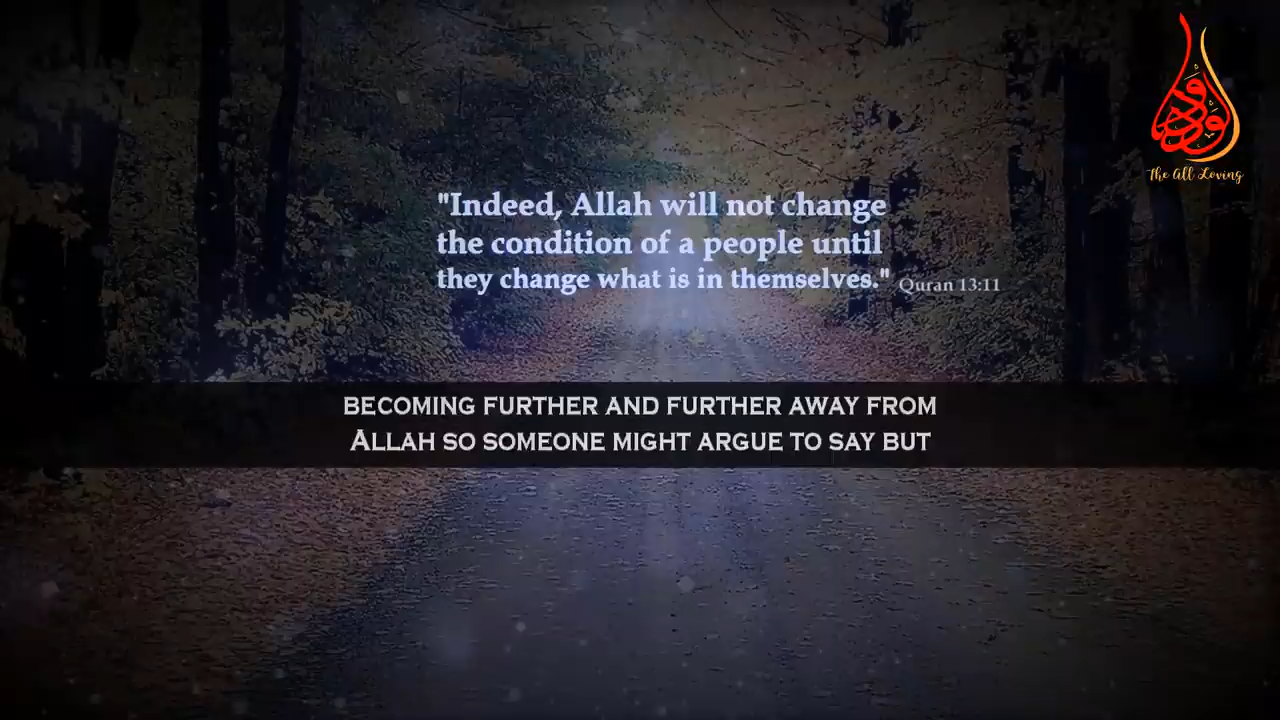 "Indeed, Allah will not change
the condition of a people until
they change what is in themselves." Quran 13:11
BECOMING FURTHER AND FURTHER AWAY FROM
ALLAH SO SOMEONE MIGHT ARGUE TO SAY BUT
The All Loving